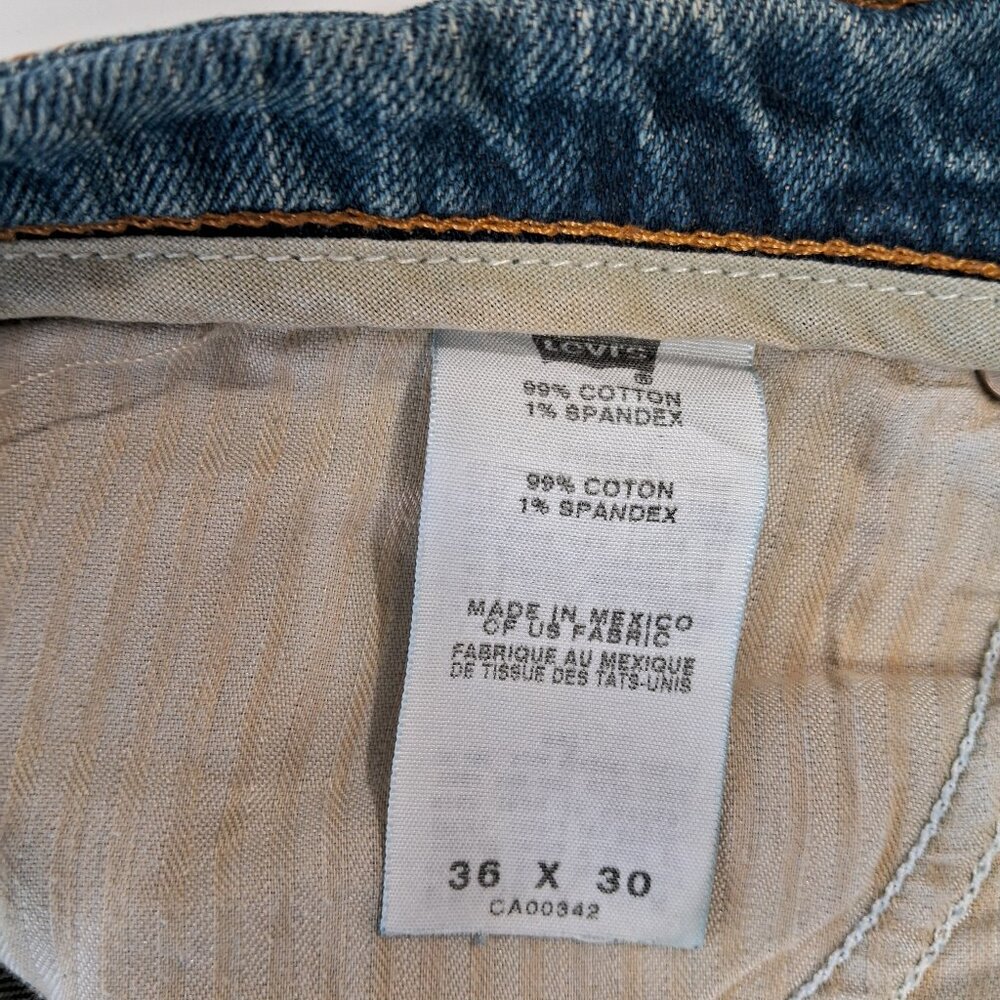 Levi's
®
99% COTTON
1% SPANDEX
99% COTON
1% SPANDEX
MADE IN MEXICO
OF US FABRIC
FABRIQUE AU MEXIQUE
DE TISSUE DES TATS-UNIS
36 X 30
CA00342